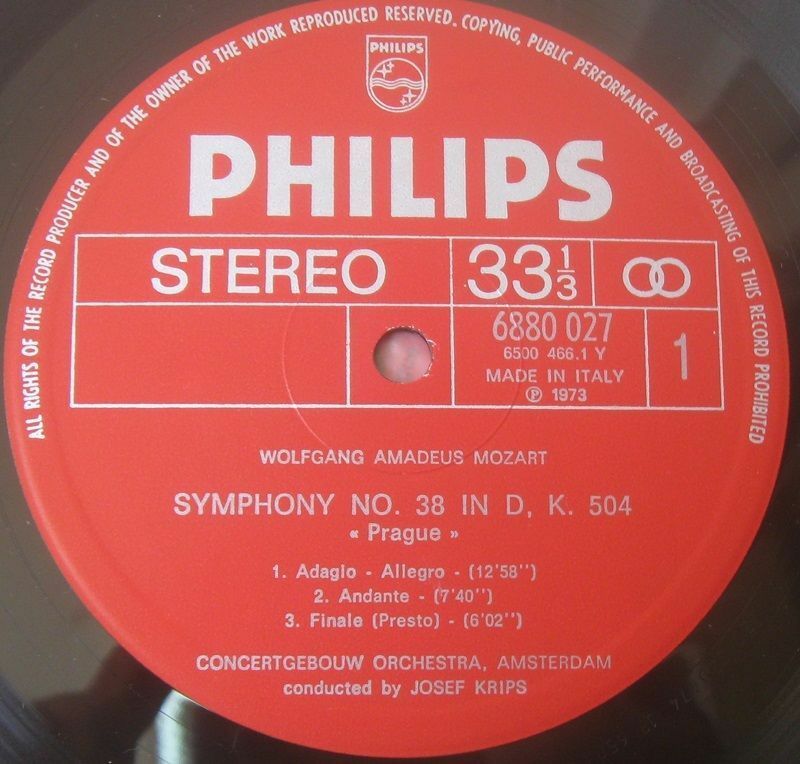 ALL RIGHTS OF THE RECORD PRODUCER AND OF THE OWNER OF THE WORK REPRODUCED RESERVED. COPYING, PUBLIC PERFORMANCE AND BROADCASTING OF THIS RECORD PROHIBITED
PHILIPS
PHILIPS
STEREO 33 1/3
6880 027
6500 466.1 Y
MADE IN ITALY
℗ 1973
1
WOLFGANG AMADEUS MOZART
SYMPHONY NO. 38 IN D, K. 504
« Prague »
1. Adagio - Allegro - (12'58'')
2. Andante - (7'40'')
3. Finale (Presto) - (6'02'')
CONCERTGEBOUW ORCHESTRA, AMSTERDAM
conducted by JOSEF KRIPS